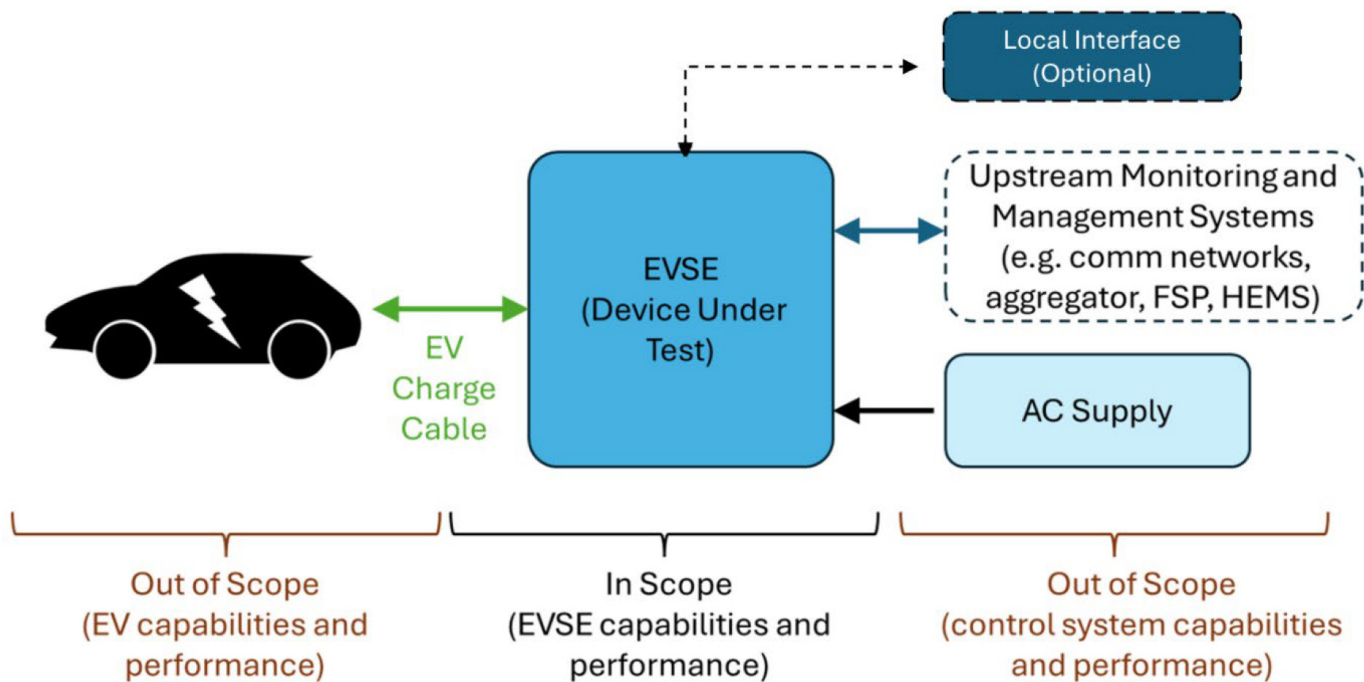 Local Interface
(Optional)
Upstream Monitoring and
Management Systems
(e.g. comm networks,
aggregator, FSP, HEMS)
EVSE
(Device Under
Test)
EV
Charge
Cable
AC Supply
Out of Scope
(EV capabilities and
performance)
In Scope
(EVSE capabilities and
performance)
Out of Scope
(control system capabilities
and performance)